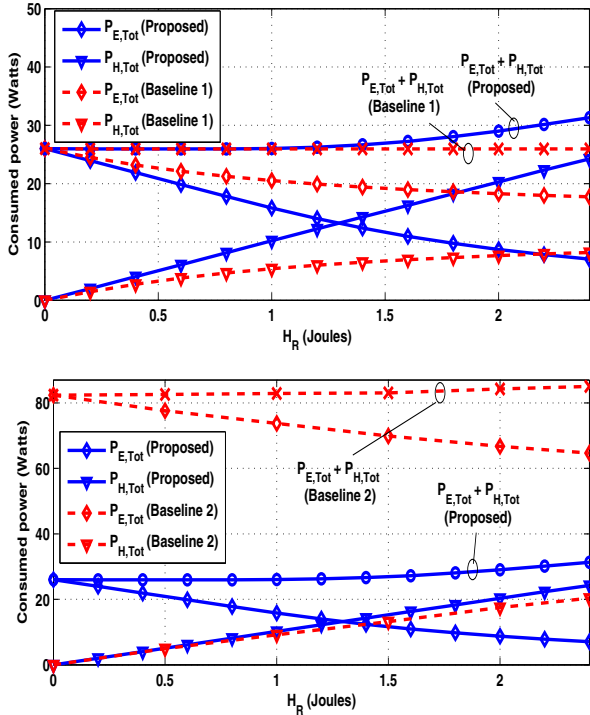 50
40
30
20
10
0
Consumed power (Watts)
P_E,Tot (Proposed)
P_H,Tot (Proposed)
P_E,Tot (Baseline 1)
P_H,Tot (Baseline 1)
P_E,Tot + P_H,Tot
(Baseline 1)
P_E,Tot + P_H,Tot
(Proposed)
0 0.5 1 1.5 2
H_R (Joules)
80
60
40
20
0
Consumed power (Watts)
P_E,Tot (Proposed)
P_H,Tot (Proposed)
P_E,Tot (Baseline 2)
P_H,Tot (Baseline 2)
P_E,Tot + P_H,Tot
(Baseline 2)
P_E,Tot + P_H,Tot
(Proposed)
0 0.5 1 1.5 2
H_R (Joules)